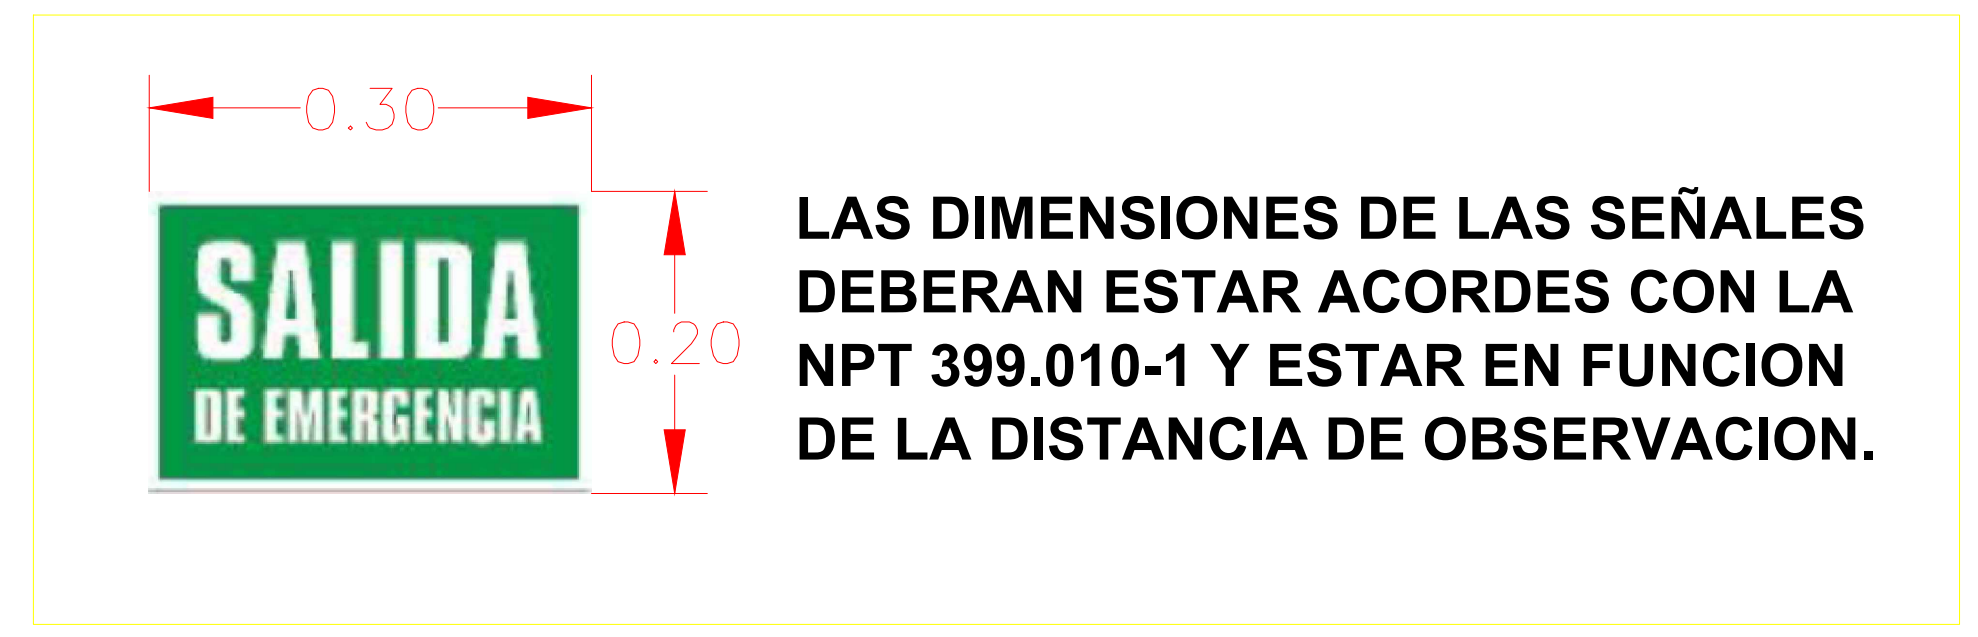 0.30
SALIDA
DE EMERGENCIA
0.20
LAS DIMENSIONES DE LAS SEÑALES
DEBERAN ESTAR ACORDES CON LA
NPT 399.010-1 Y ESTAR EN FUNCION
DE LA DISTANCIA DE OBSERVACION.